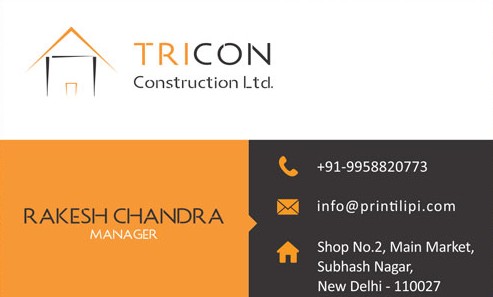 TRICON
Construction Ltd.
RAKESH CHANDRA
MANAGER
+91-9958820773
info@printilipi.com
Shop No.2, Main Market,
Subhash Nagar,
New Delhi - 110027